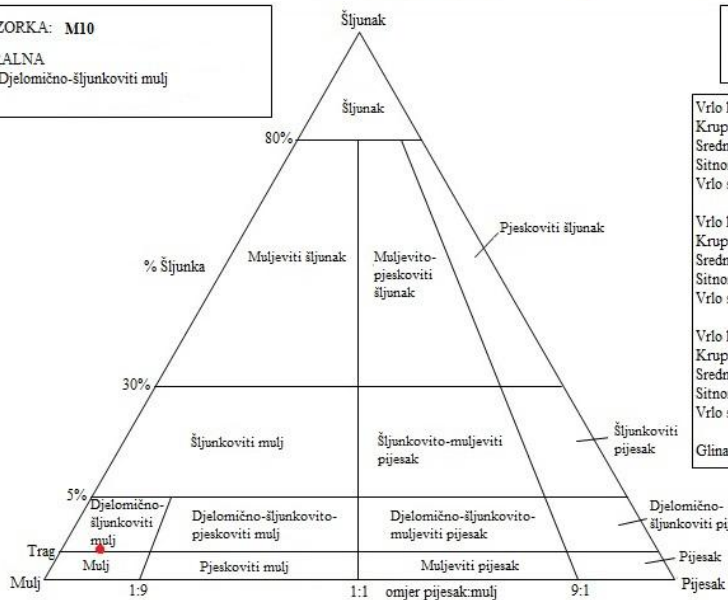 ZORKA: M10
ALNA
Djelomično-šljunkoviti mulj
Šljunak
Šljunak
80%
Pjeskoviti šljunak
% Šljunka
Muljeviti šljunak
Muljevito-
pjeskoviti
šljunak
30%
Šljunkoviti mulj
Šljunkovito-muljeviti
pijesak
Šljunkoviti
pijesak
5%
Djelomično-
šljunkoviti
mulj
Djelomično-šljunkovito-
pjeskoviti mulj
Djelomično-šljunkovito-
muljeviti pijesak
Djelomično-
šljunkoviti pij
Trag
Mulj
Pjeskoviti mulj
Muljeviti pijesak
Pijesak
Mulj
1:9
1:1
omjer pijesak:mulj
9:1
Pijesak
Vrlo
Krup
Sredn
Sitno
Vrlo
Vrlo
Krup
Sredn
Sitno
Vrlo
Vrlo
Krup
Sredn
Sitno
Vrlo
Glina